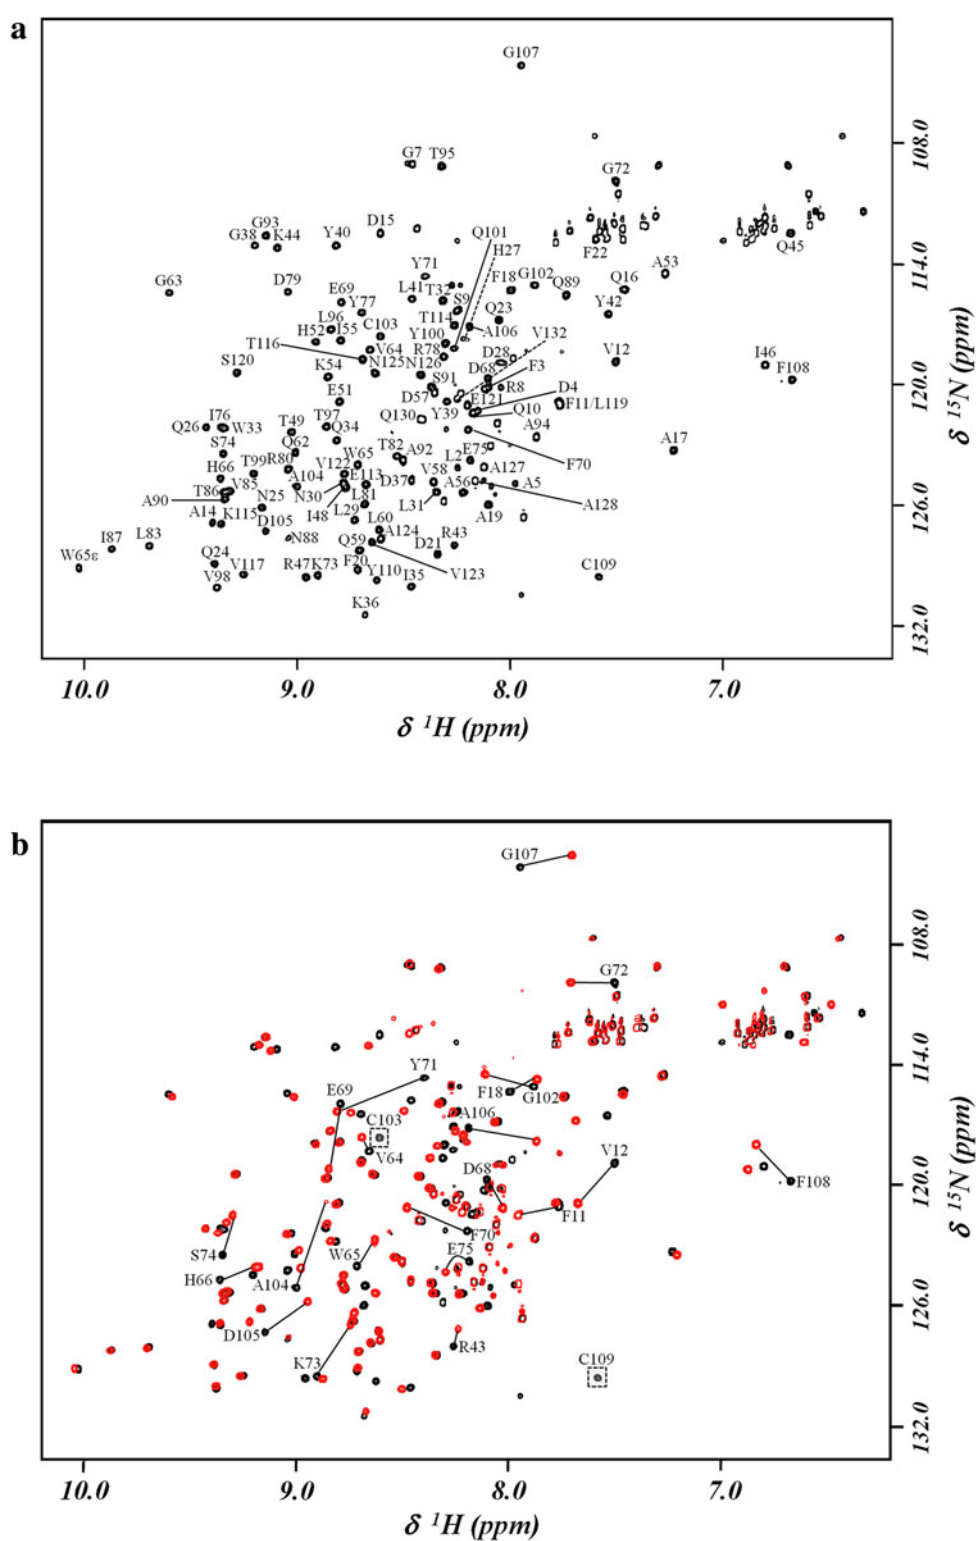 a
G107
108.0
G7 T95
G72
G93
G38 K44 Y40 D15 Q101
H27
F22 Q45
114.0
G63 D79 Y71 F18 G102 Q16 A53
E69 L41 T32 S9 Q89
Y77 Q23 Y42
L96 C103 T114 A106
H52 I55 Y100 V132
T116 V64 R78 D28 V12 I46
S120 K54 N125 N126 D68 F3 F108
120.0
E51 S91 R8 D4
D57 E121 F11/L119
I76 T97 Q130 Y39 Q10
Q26 W33 T49 Q34 A94
S74 Q62 T82 A92 L2 E75 F70 A17
H66 T99 R80 V122 W65 V58 A127
A104 E113 D37 A56 A5
T86 V85 N30 L81 L31 A128
A90 N25 I48 A19
126.0
A14 K115 L29 L60
I87 L83 D105 N88 Q59 A124 R43
W65ε Q24 F20 D21 V123
V98 V117 R47 K73 Y110 I35 C109
K36
132.0
δ ¹⁵N (ppm)
10.0 9.0 8.0 7.0
δ ¹H (ppm)
b
G107
108.0
G72
114.0
E69 Y71 F18 G102
C103 A106
V64 V12
D68 F108
120.0
F11
F70
S74 W65 E75
H66 A104
126.0
D105
R43
K73 C109
132.0
δ ¹⁵N (ppm)
10.0 9.0 8.0 7.0
δ ¹H (ppm)